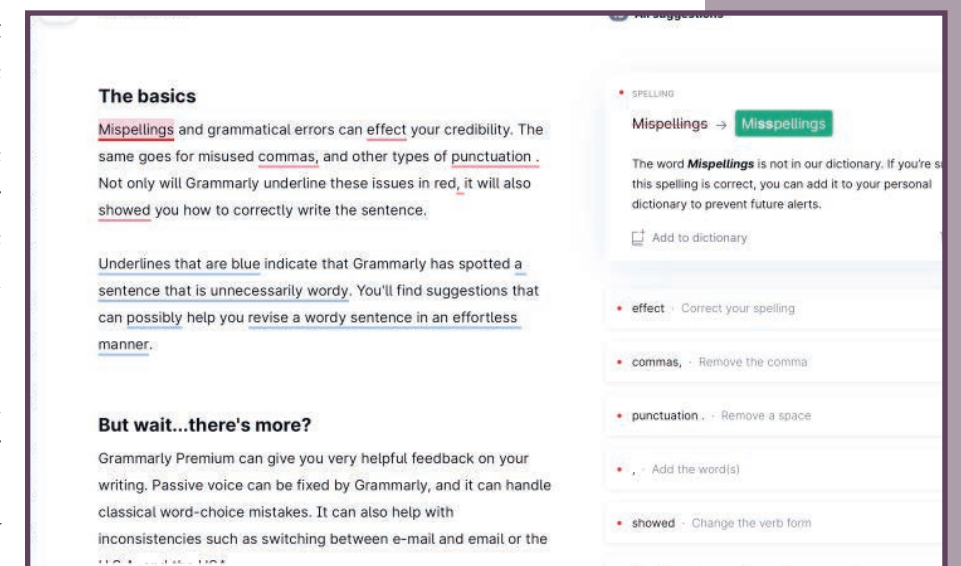 All suggestions
The basics
Mispellings and grammatical errors can effect your credibility. The
same goes for misused commas, and other types of punctuation .
Not only will Grammarly underline these issues in red, it will also
showed you how to correctly write the sentence.
Underlines that are blue indicate that Grammarly has spotted a
sentence that is unnecessarily wordy. You'll find suggestions that
can possibly help you revise a wordy sentence in an effortless
manner.
But wait...there's more?
Grammarly Premium can give you very helpful feedback on your
writing. Passive voice can be fixed by Grammarly, and it can handle
classical word-choice mistakes. It can also help with
inconsistencies such as switching between e-mail and email or the
U.S.A. and the USA.
SPELLING
Mispellings → Misspellings
The word Mispellings is not in our dictionary. If you're
this spelling is correct, you can add it to your personal
dictionary to prevent future alerts.
Add to dictionary
effect · Correct your spelling
commas, · Remove the comma
punctuation . · Remove a space
, · Add the word(s)
showed · Change the verb form